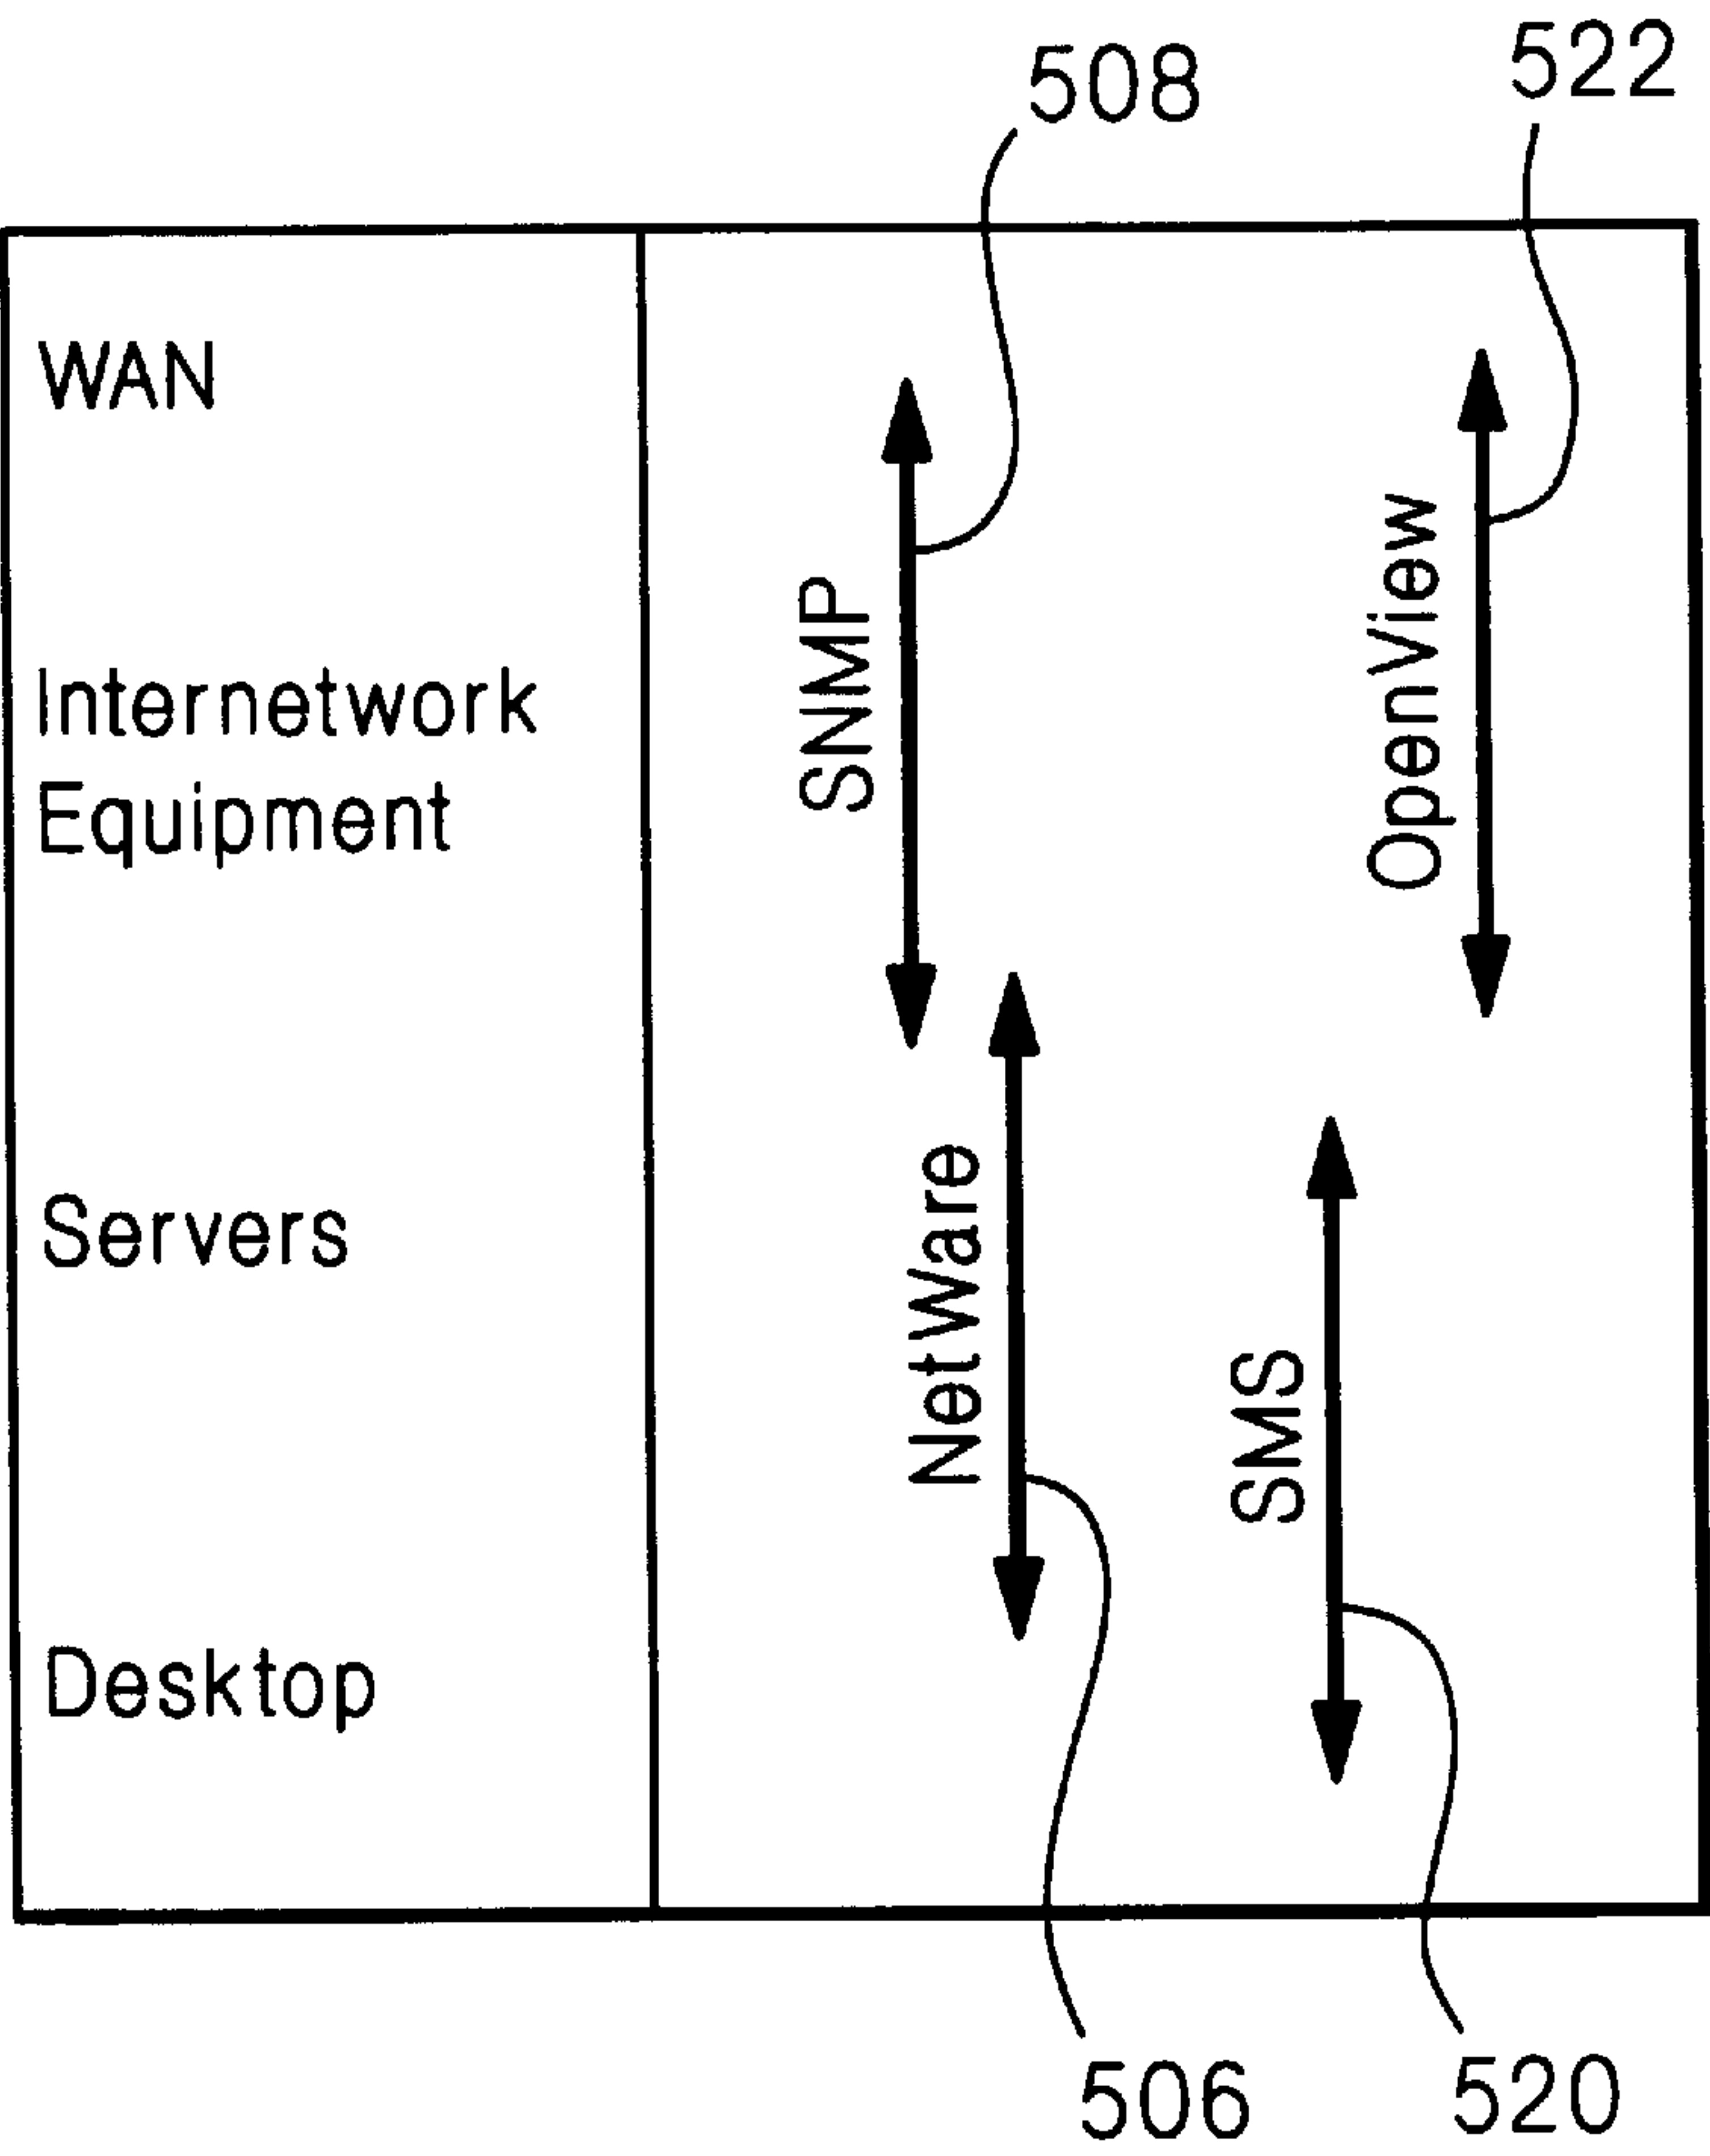 508
522
WAN
Internetwork
Equipment
Servers
Desktop
SNMP
OpenView
NetWare
SMS
506
520